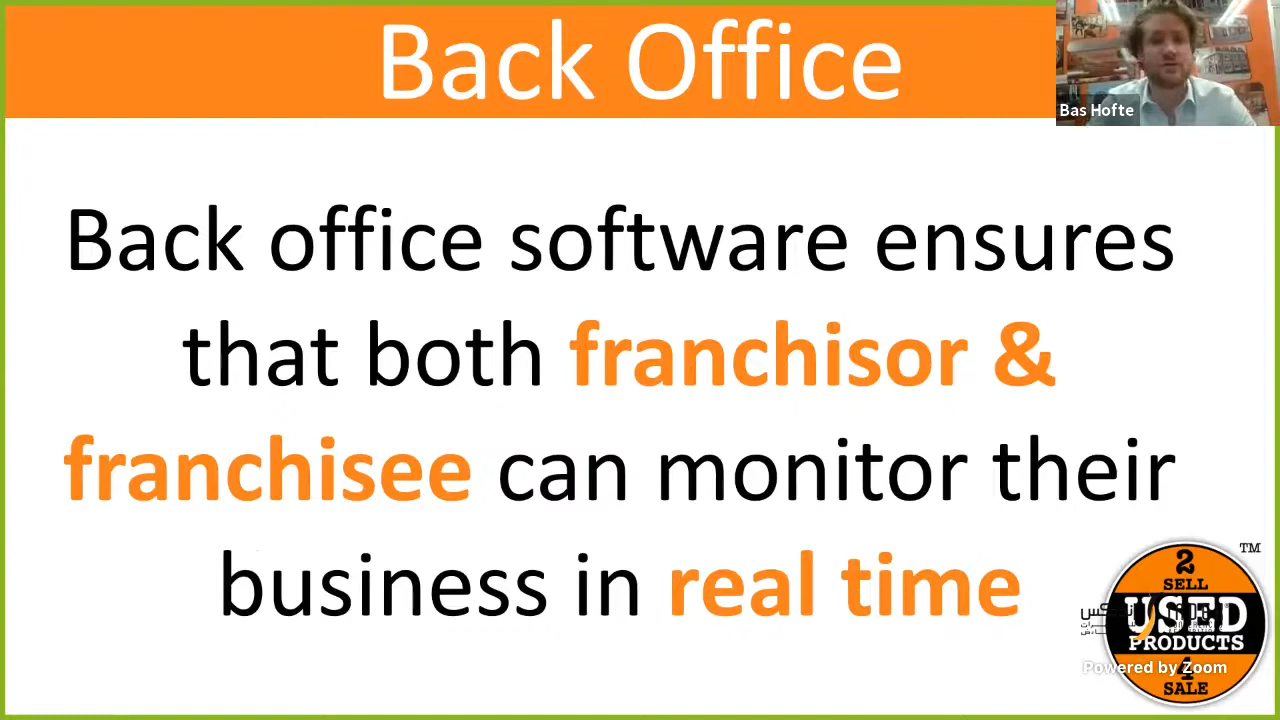 Back Office
Bas Hofte
Back office software ensures
that both franchisor &
franchisee can monitor their
business in real time
TM
2
SELL
USED
PRODUCTS
Powered by Zoom
4
SALE